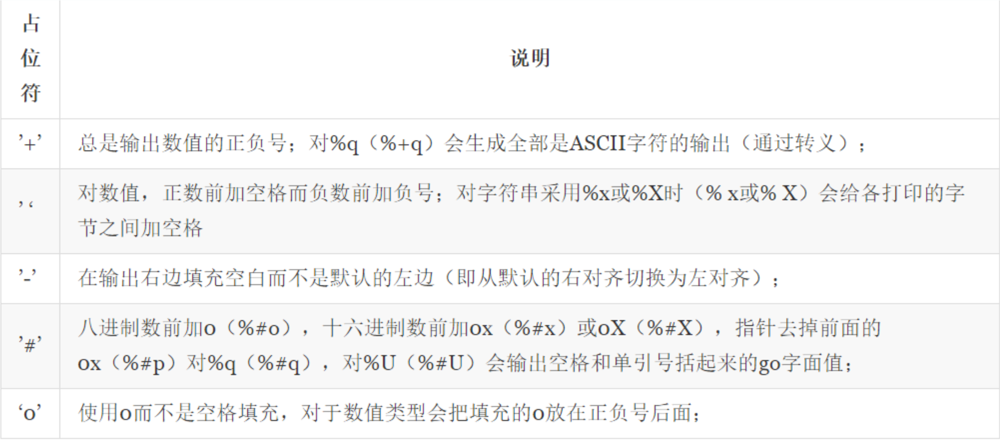 占
位
符
说明
’+’
总是输出数值的正负号；对%q（%+q）会生成全部是ASCII字符的输出（通过转义）；
’ ‘
对数值，正数前加空格而负数前加负号；对字符串采用%x或%X时（% x或% X）会给各打印的字
节之间加空格
’-’
在输出右边填充空白而不是默认的左边（即从默认的右对齐切换为左对齐）；
’#’
八进制数前加0（%#o），十六进制数前加0x（%#x）或0X（%#X），指针去掉前面的
0x（%#p）对%q（%#q），对%U（%#U）会输出空格和单引号括起来的go字面值；
‘0’
使用0而不是空格填充，对于数值类型会把填充的0放在正负号后面；